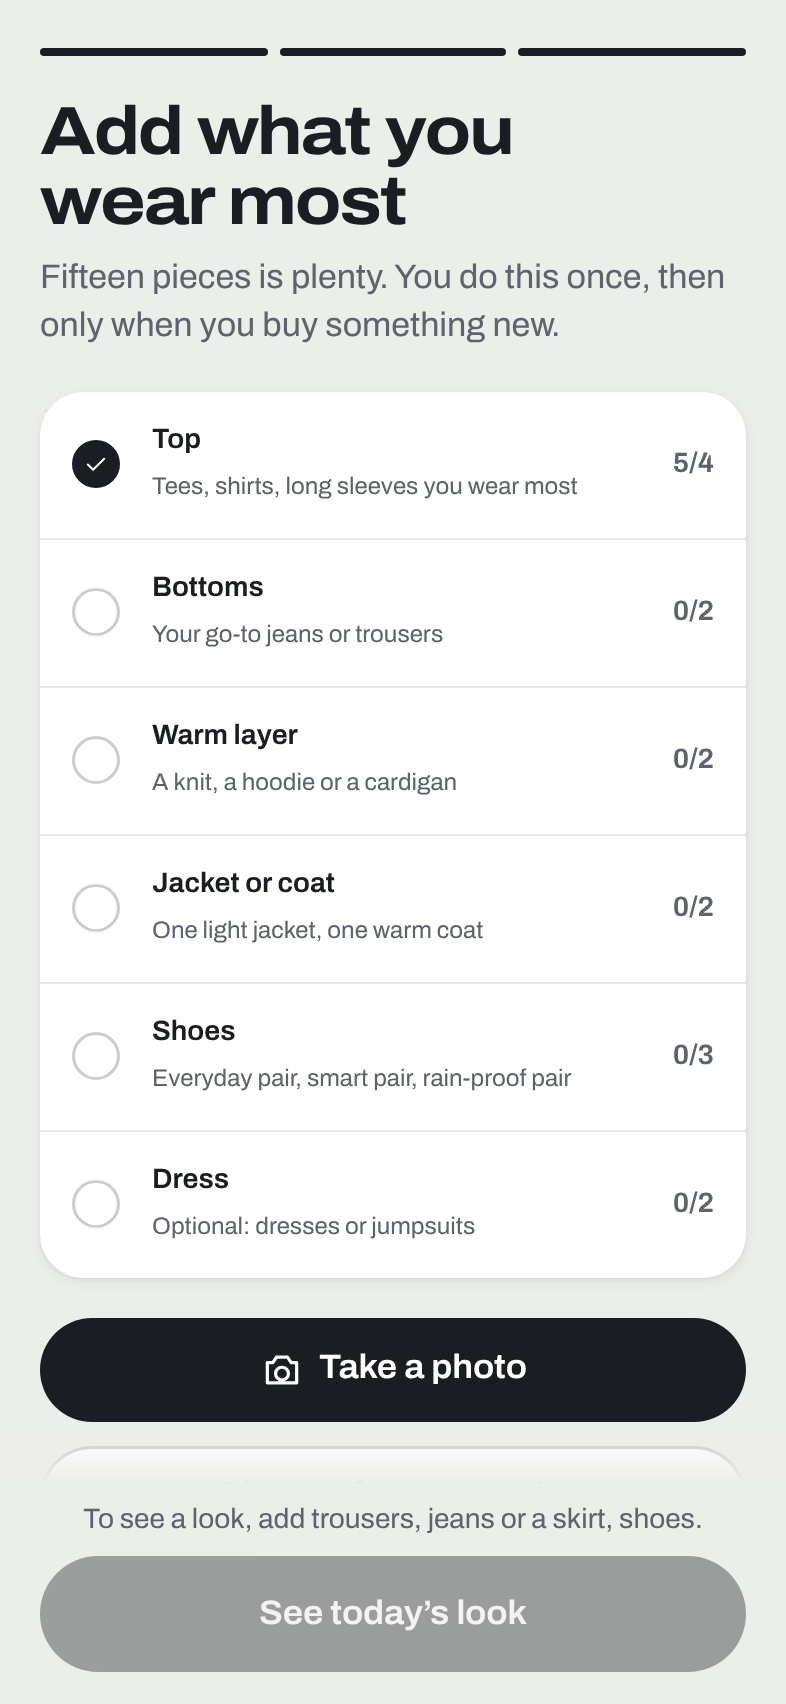 Add what you
wear most
Fifteen pieces is plenty. You do this once, then
only when you buy something new.
Top
Tees, shirts, long sleeves you wear most
5/4
Bottoms
Your go-to jeans or trousers
0/2
Warm layer
A knit, a hoodie or a cardigan
0/2
Jacket or coat
One light jacket, one warm coat
0/2
Shoes
Everyday pair, smart pair, rain-proof pair
0/3
Dress
Optional: dresses or jumpsuits
0/2
Take a photo
To see a look, add trousers, jeans or a skirt, shoes.
See today’s look